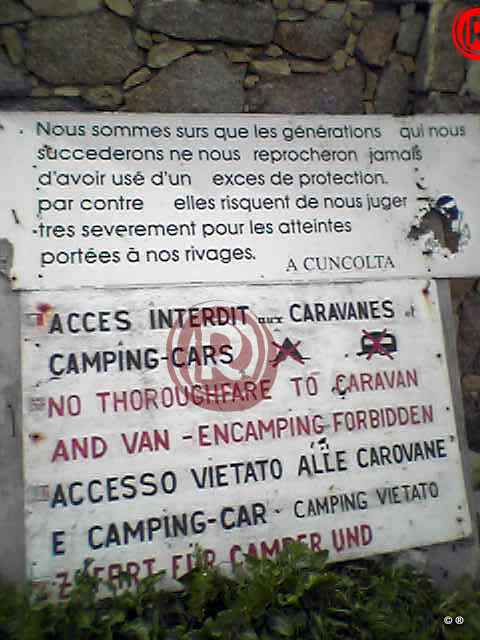 Nous sommes surs que les générations qui nous
succederons ne nous reprocheron jamais
d'avoir usé d'un exces de protection.
par contre elles risquent de nous juger
tres severement pour les atteintes
portées à nos rivages.
A CUNCOLTA
ACCES INTERDIT aux CARAVANES et
CAMPING-CARS
NO THOROUGHFARE TO CARAVAN
AND VAN - ENCAMPING FORBIDDEN
ACCESSO VIETATO ALLE CAROVANE
E CAMPING-CAR - CAMPING VIETATO
FÜR CAMPER UND
© ®